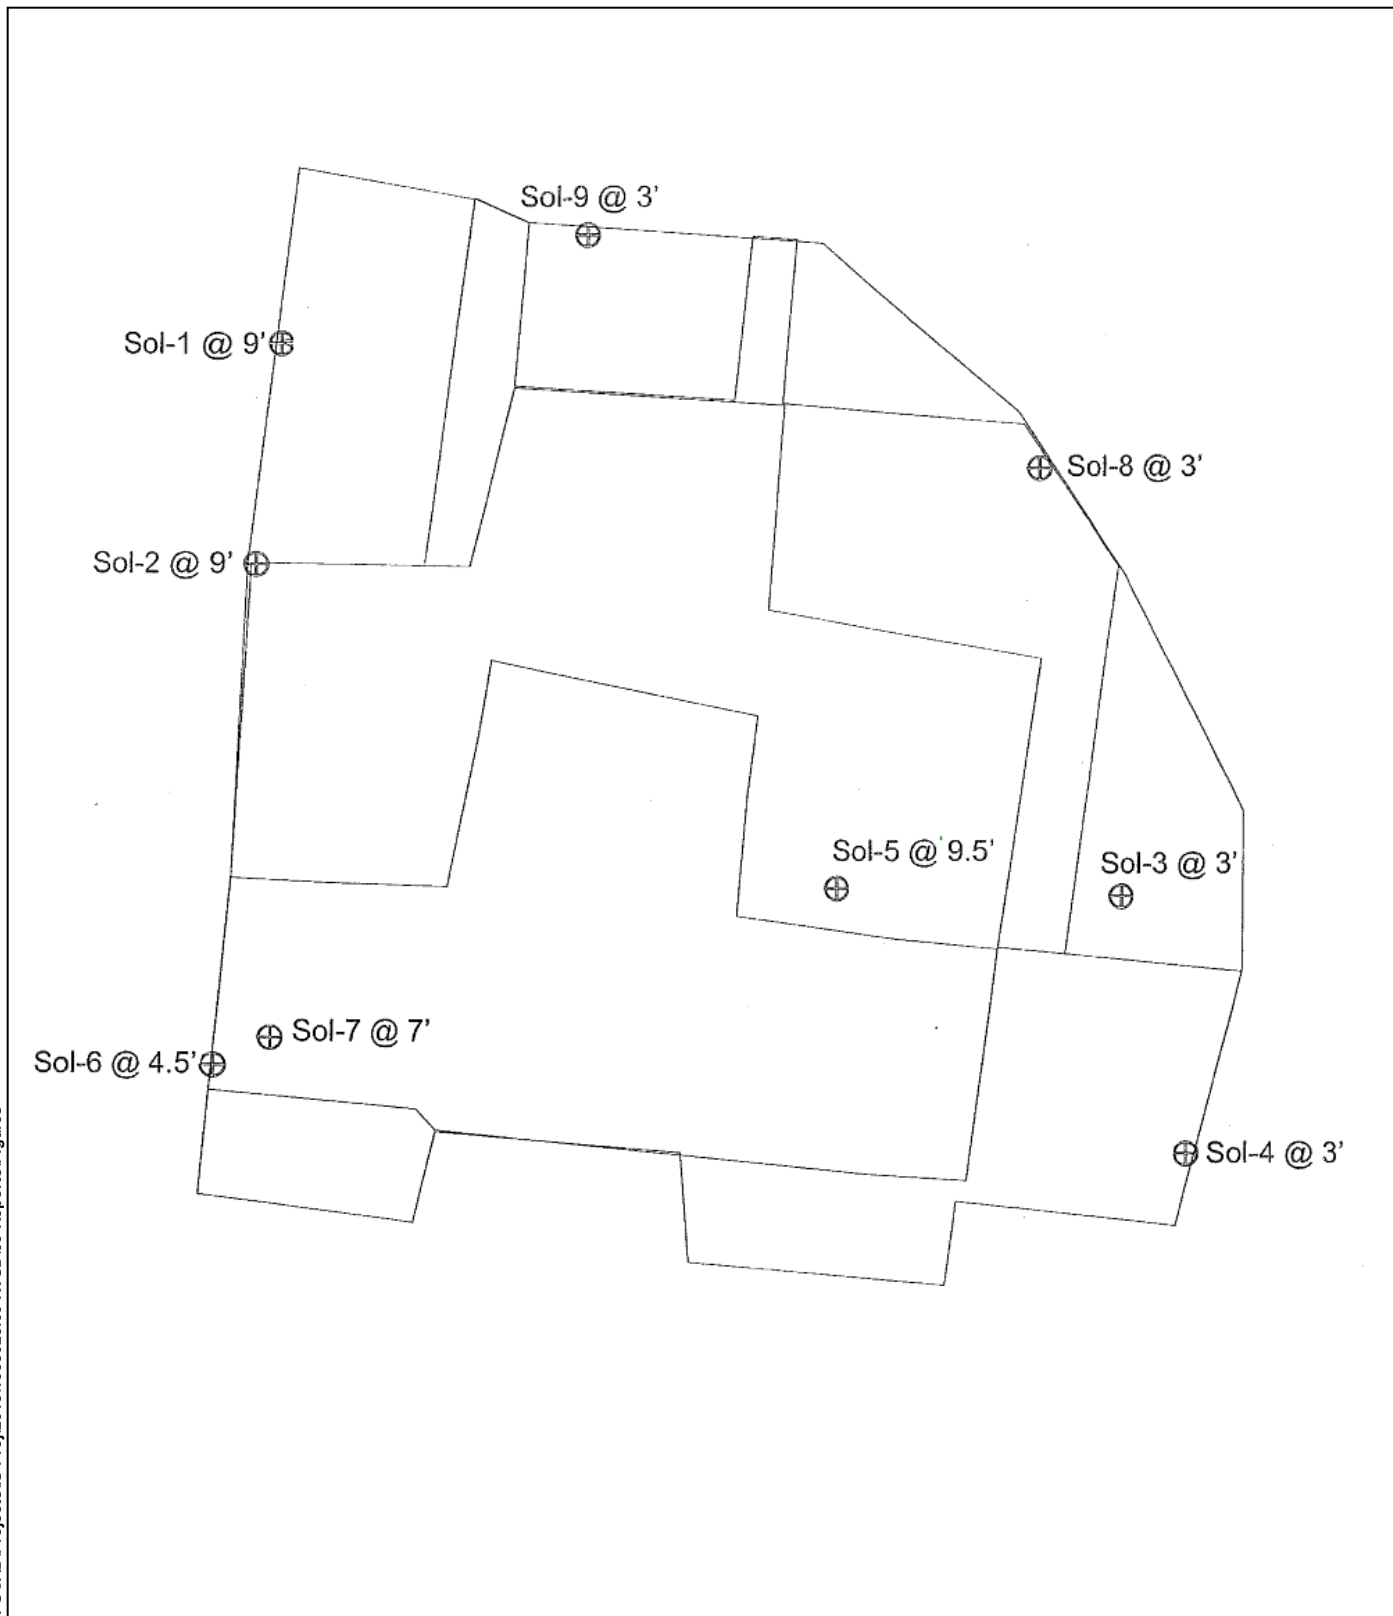 Sol-9 @ 3'
Sol-1 @ 9'
Sol-8 @ 3'
Sol-2 @ 9'
Sol-5 @ 9.5'
Sol-3 @ 3'
Sol-7 @ 7'
Sol-6 @ 4.5'
Sol-4 @ 3'